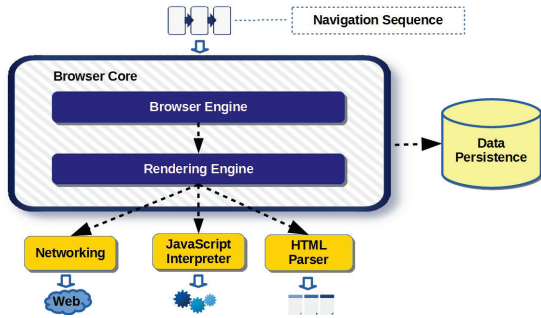 Navigation Sequence
Browser Core
Browser Engine
Rendering Engine
Data
Persistence
Networking
JavaScript
Interpreter
HTML
Parser
Web